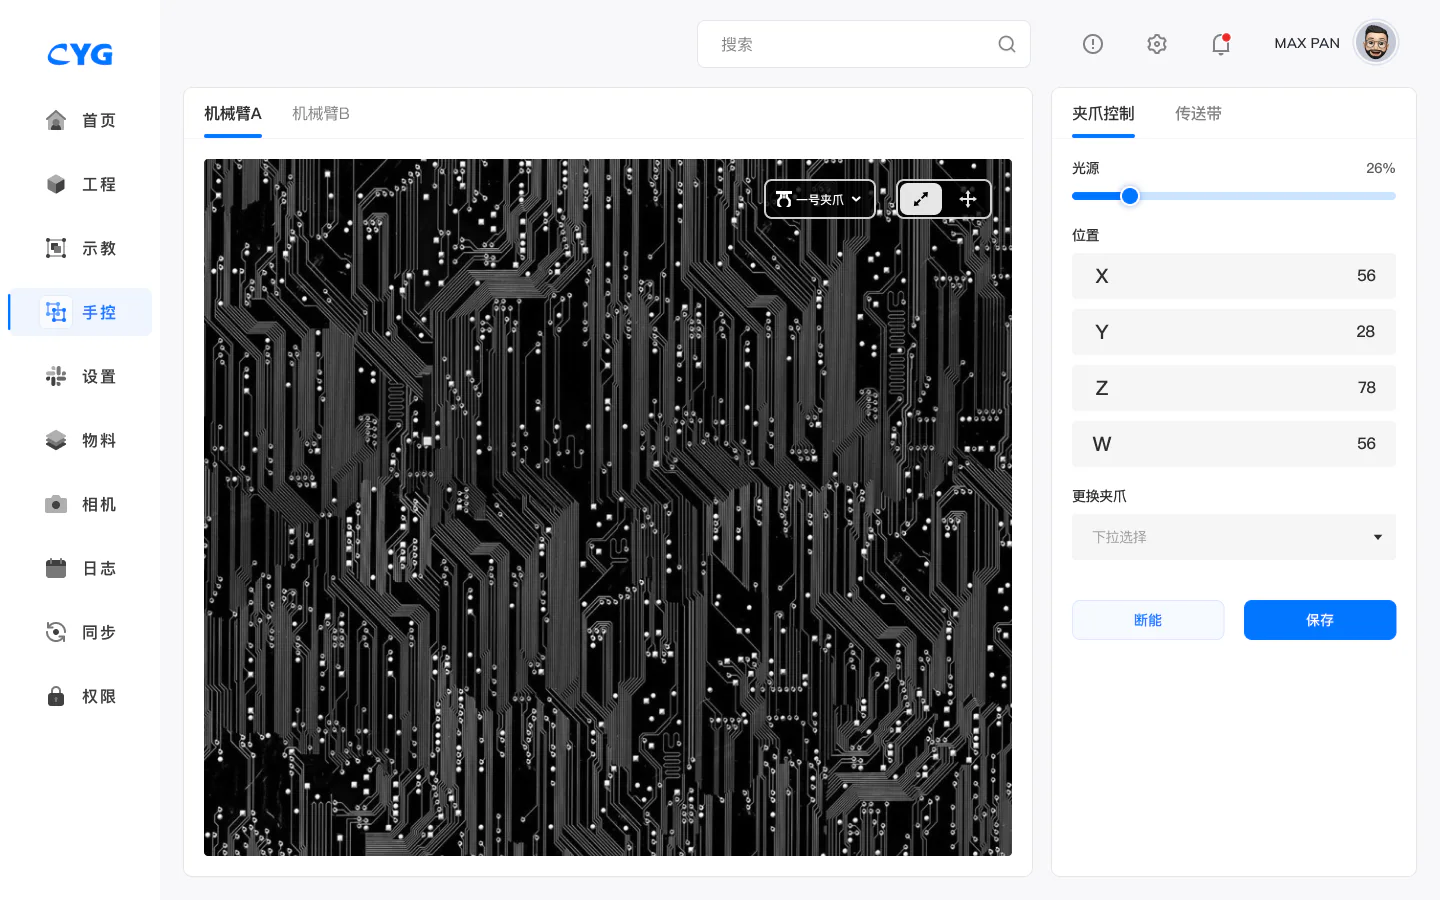 CYG
搜索
MAX PAN
首页
工程
示教
手控
设置
物料
相机
日志
同步
权限
机械臂A
机械臂B
一号夹爪
夹爪控制
传送带
光源
26%
位置
X
56
Y
28
Z
78
W
56
更换夹爪
下拉选择
断能
保存